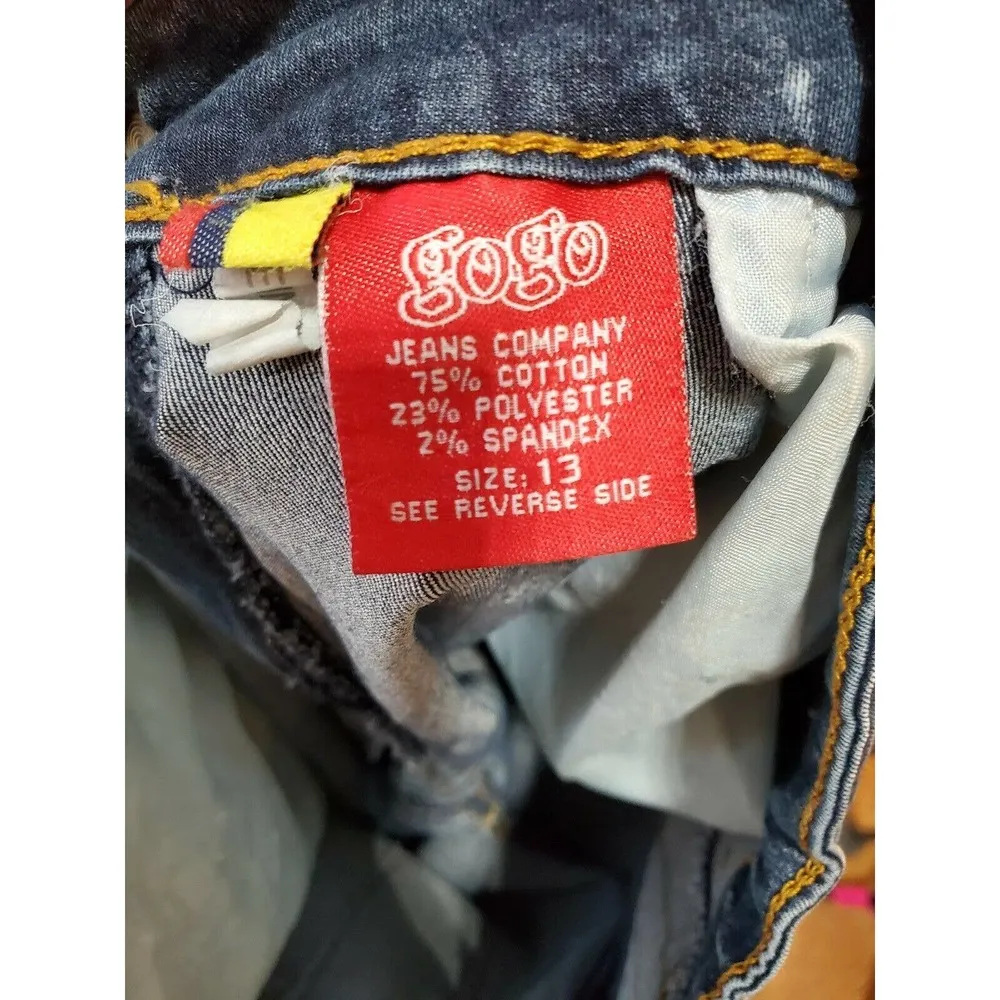 gogo
JEANS COMPANY
75% COTTON
23% POLYESTER
2% SPANDEX
SIZE: 13
SEE REVERSE SIDE